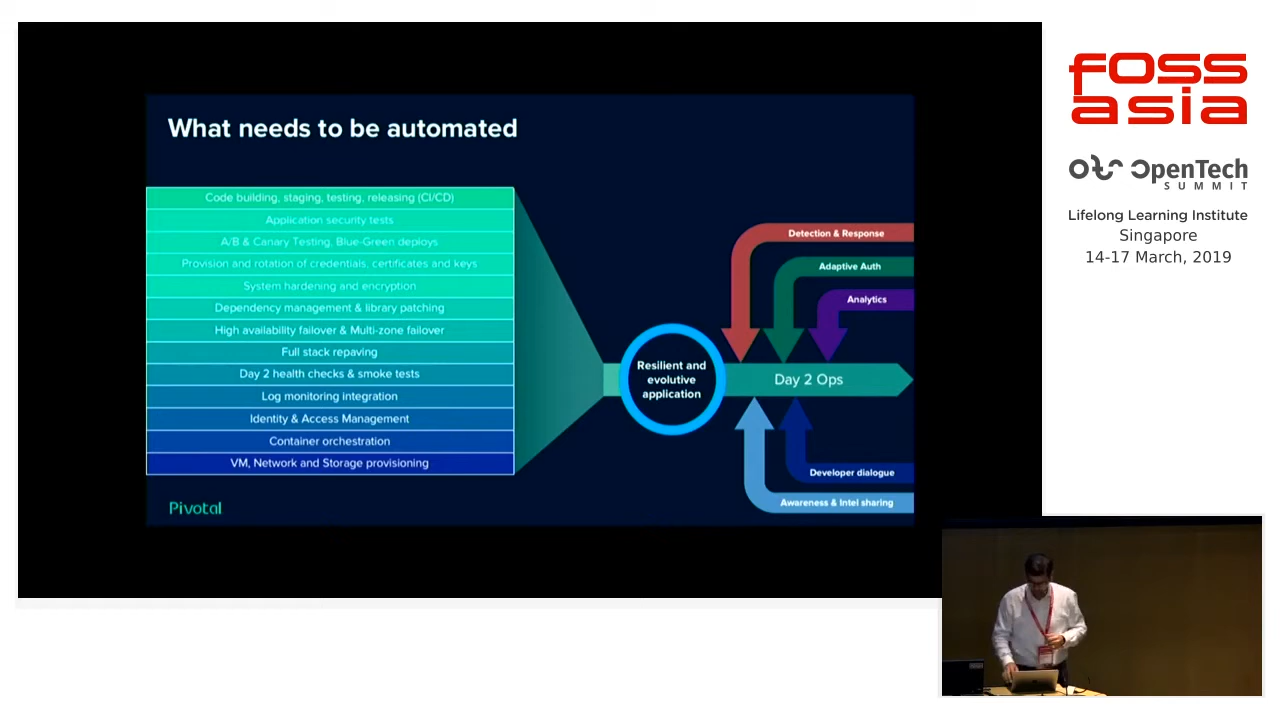 What needs to be automated
Code building, staging, testing, releasing (CI/CD)
Application security tests
A/B & Canary Testing, Blue-Green deploys
Provision and rotation of credentials, certificates and keys
System hardening and encryption
Dependency management & library patching
High availability failover & Multi-zone failover
Full stack repaving
Day 2 health checks & smoke tests
Log monitoring integration
Identity & Access Management
Container orchestration
VM, Network and Storage provisioning
Pivotal
Resilient and
evolutive
application
Detection & Response
Adaptive Auth
Analytics
Day 2 Ops
Developer dialogue
Awareness & Intel sharing
FOSS
asia
OTS OpenTech
SUMMIT
Lifelong Learning Institute
Singapore
14-17 March, 2019